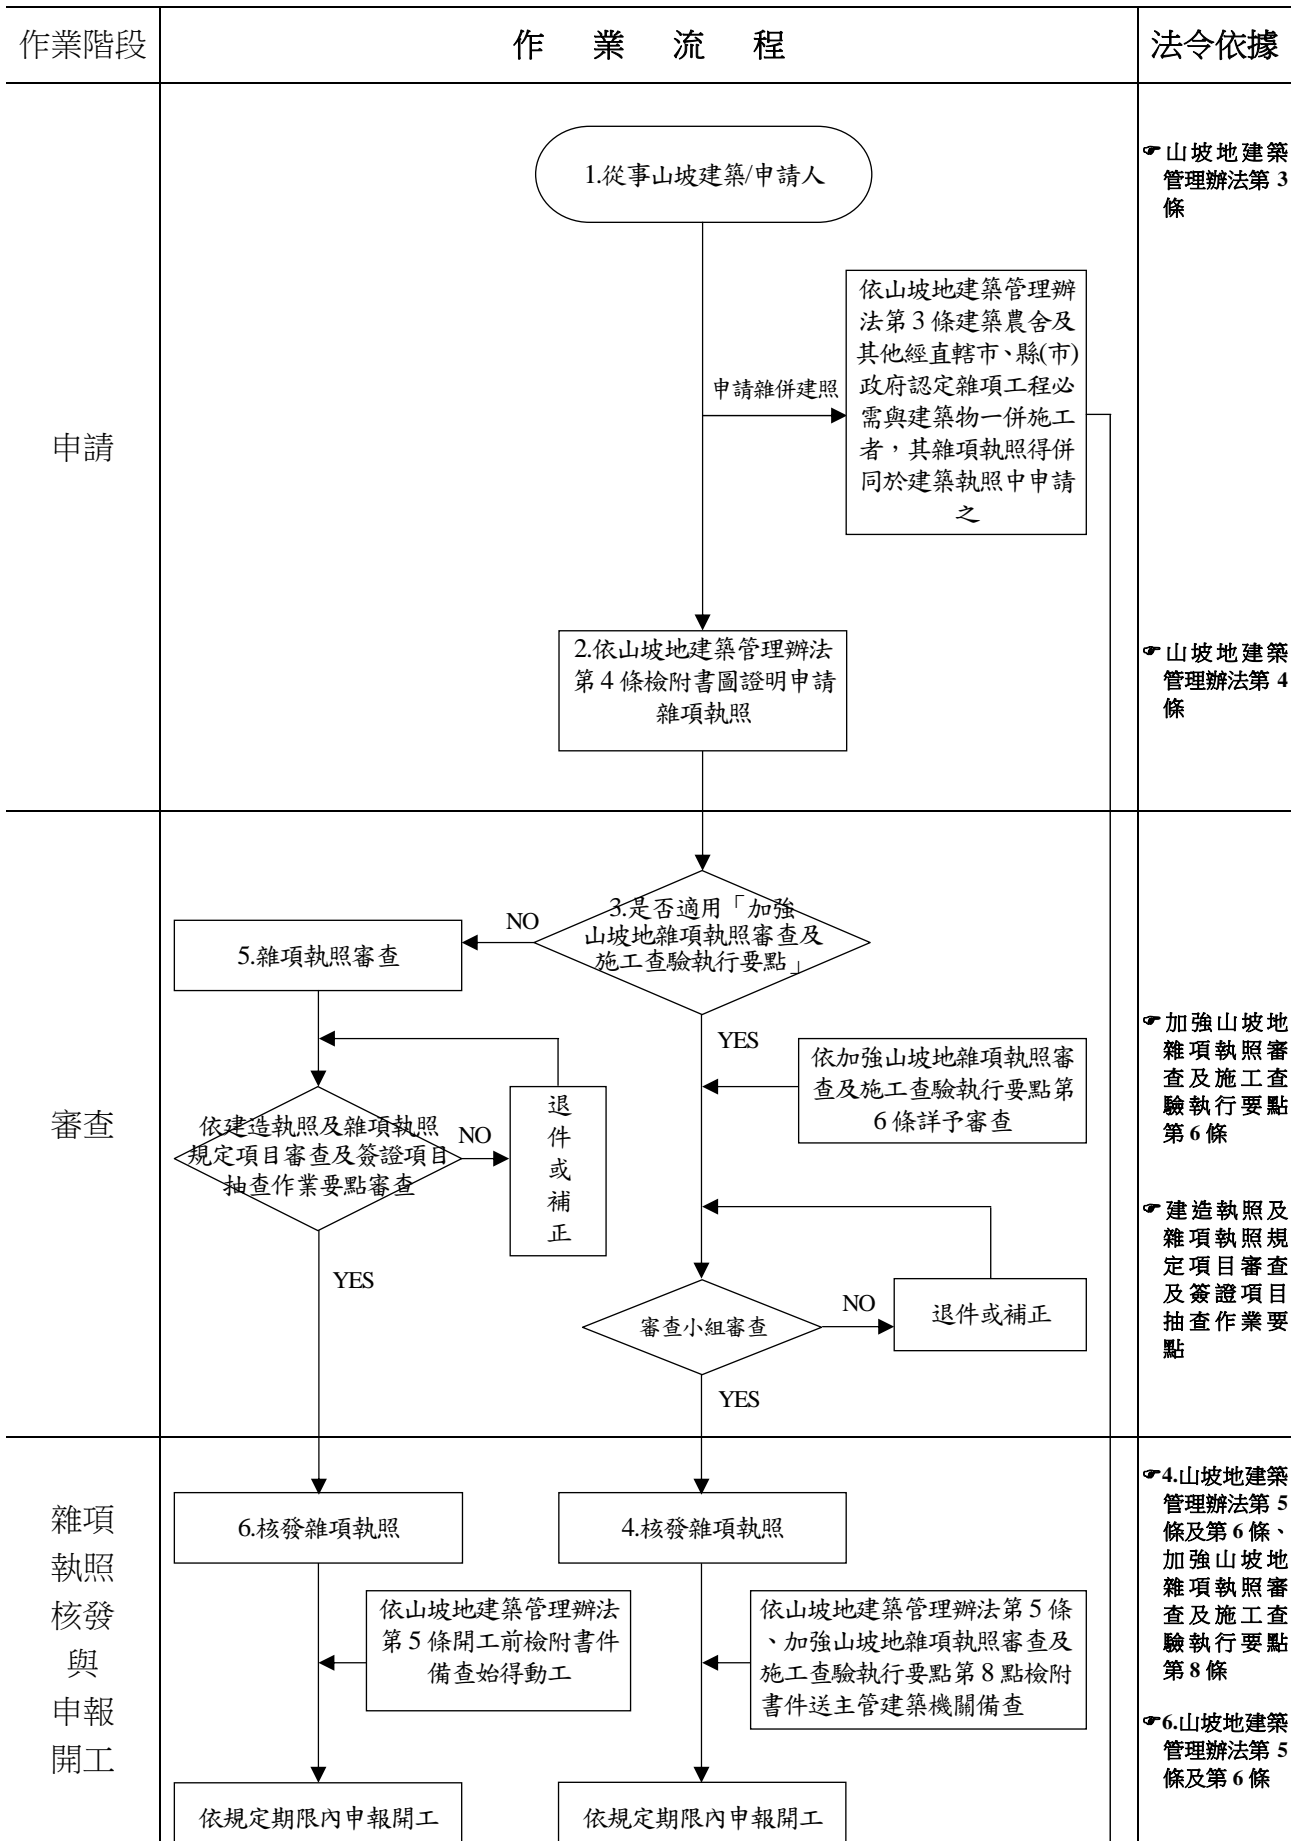 作業階段
作業流程
法令依據
申請
1.從事山坡建築/申請人
☞山坡地建築
管理辦法第 3
條
申請雜併建照
依山坡地建築管理辦
法第 3 條建築農舍及
其他經直轄市、縣(市)
政府認定雜項工程必
需與建築物一併施工
者，其雜項執照得併
同於建築執照中申請
之
2.依山坡地建築管理辦法
第 4 條檢附書圖證明申請
雜項執照
☞山坡地建築
管理辦法第 4
條
審查
3.是否適用「加強
山坡地雜項執照審查及
施工查驗執行要點」
NO
5.雜項執照審查
YES
依加強山坡地雜項執照審
查及施工查驗執行要點第
6 條詳予審查
依建造執照及雜項執照
規定項目審查及簽證項目
抽查作業要點審查
NO
退
件
或
補
正
YES
審查小組審查
NO
退件或補正
YES
☞加強山坡地
雜項執照審
查及施工查
驗執行要點
第 6 條
☞建造執照及
雜項執照規
定項目審查
及簽證項目
抽查作業要
點
雜項
執照
核發
與
申報
開工
6.核發雜項執照
4.核發雜項執照
依山坡地建築管理辦法
第 5 條開工前檢附書件
備查始得動工
依山坡地建築管理辦法第 5 條
、加強山坡地雜項執照審查及
施工查驗執行要點第 8 點檢附
書件送主管建築機關備查
依規定期限內申報開工
依規定期限內申報開工
☞4.山坡地建築
管理辦法第 5
條及第 6 條、
加強山坡地
雜項執照審
查及施工查
驗執行要點
第 8 條
☞6.山坡地建築
管理辦法第 5
條及第 6 條